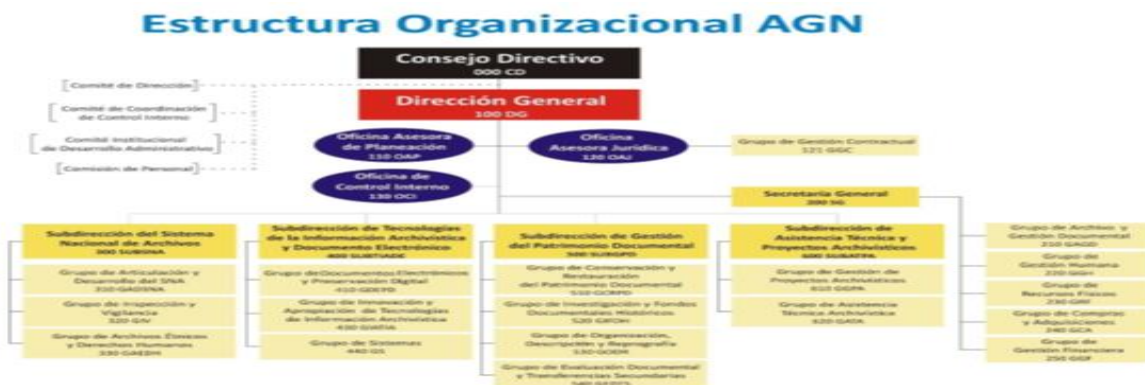 Estructura Organizacional AGN
Consejo Directivo
000 CD
Dirección General
100 DG
[Comité de Dirección]
[Comité de Coordinación
de Control Interno]
[Comité Institucional
de Desarrollo Administrativo]
[Comisión de Personal]
Oficina Asesora
de Planeación
110 OAP
Oficina
Asesora Jurídica
120 OAJ
Grupo de Gestión Contractual
121 GGC
Oficina de
Control Interno
130 OCI
Secretaría General
200 SG
Subdirección del Sistema
Nacional de Archivos
300 SUBSNA
Grupo de Articulación y
Desarrollo del SNA
310 GADSNA
Grupo de Inspección y
Vigilancia
320 GIV
Grupo de Archivos Étnicos
y Derechos Humanos
330 GAEDH
Subdirección de Tecnologías
de la Información Archivística
y Documento Electrónico
400 SUBTIADE
Grupo de Documentos Electrónicos
y Preservación Digital
410 GDEPD
Grupo de Innovación y
Apropiación de Tecnologías
de Información Archivística
430 GIATIA
Grupo de Sistemas
440 GS
Subdirección de Gestión
del Patrimonio Documental
500 SUBGPD
Grupo de Conservación y
Restauración
del Patrimonio Documental
510 GCRPD
Grupo de Investigación y Fondos
Documentales Históricos
520 GIFDH
Grupo de Organización,
Descripción y Reprografía
530 GODR
Grupo de Evaluación Documental
y Transferencias Secundarias
540 GEDTS
Subdirección de
Asistencia Técnica y
Proyectos Archivísticos
600 SUBATPA
Grupo de Gestión de
Proyectos Archivísticos
610 GGPA
Grupo de Asistencia
Técnica Archivística
620 GATA
Grupo de Archivo y
Gestión Documental
210 GAGD
Grupo de
Gestión Humana
220 GGH
Grupo de
Recursos Físicos
230 GRF
Grupo de Compras
y Adquisiciones
240 GCA
Grupo de
Gestión Financiera
250 GGF